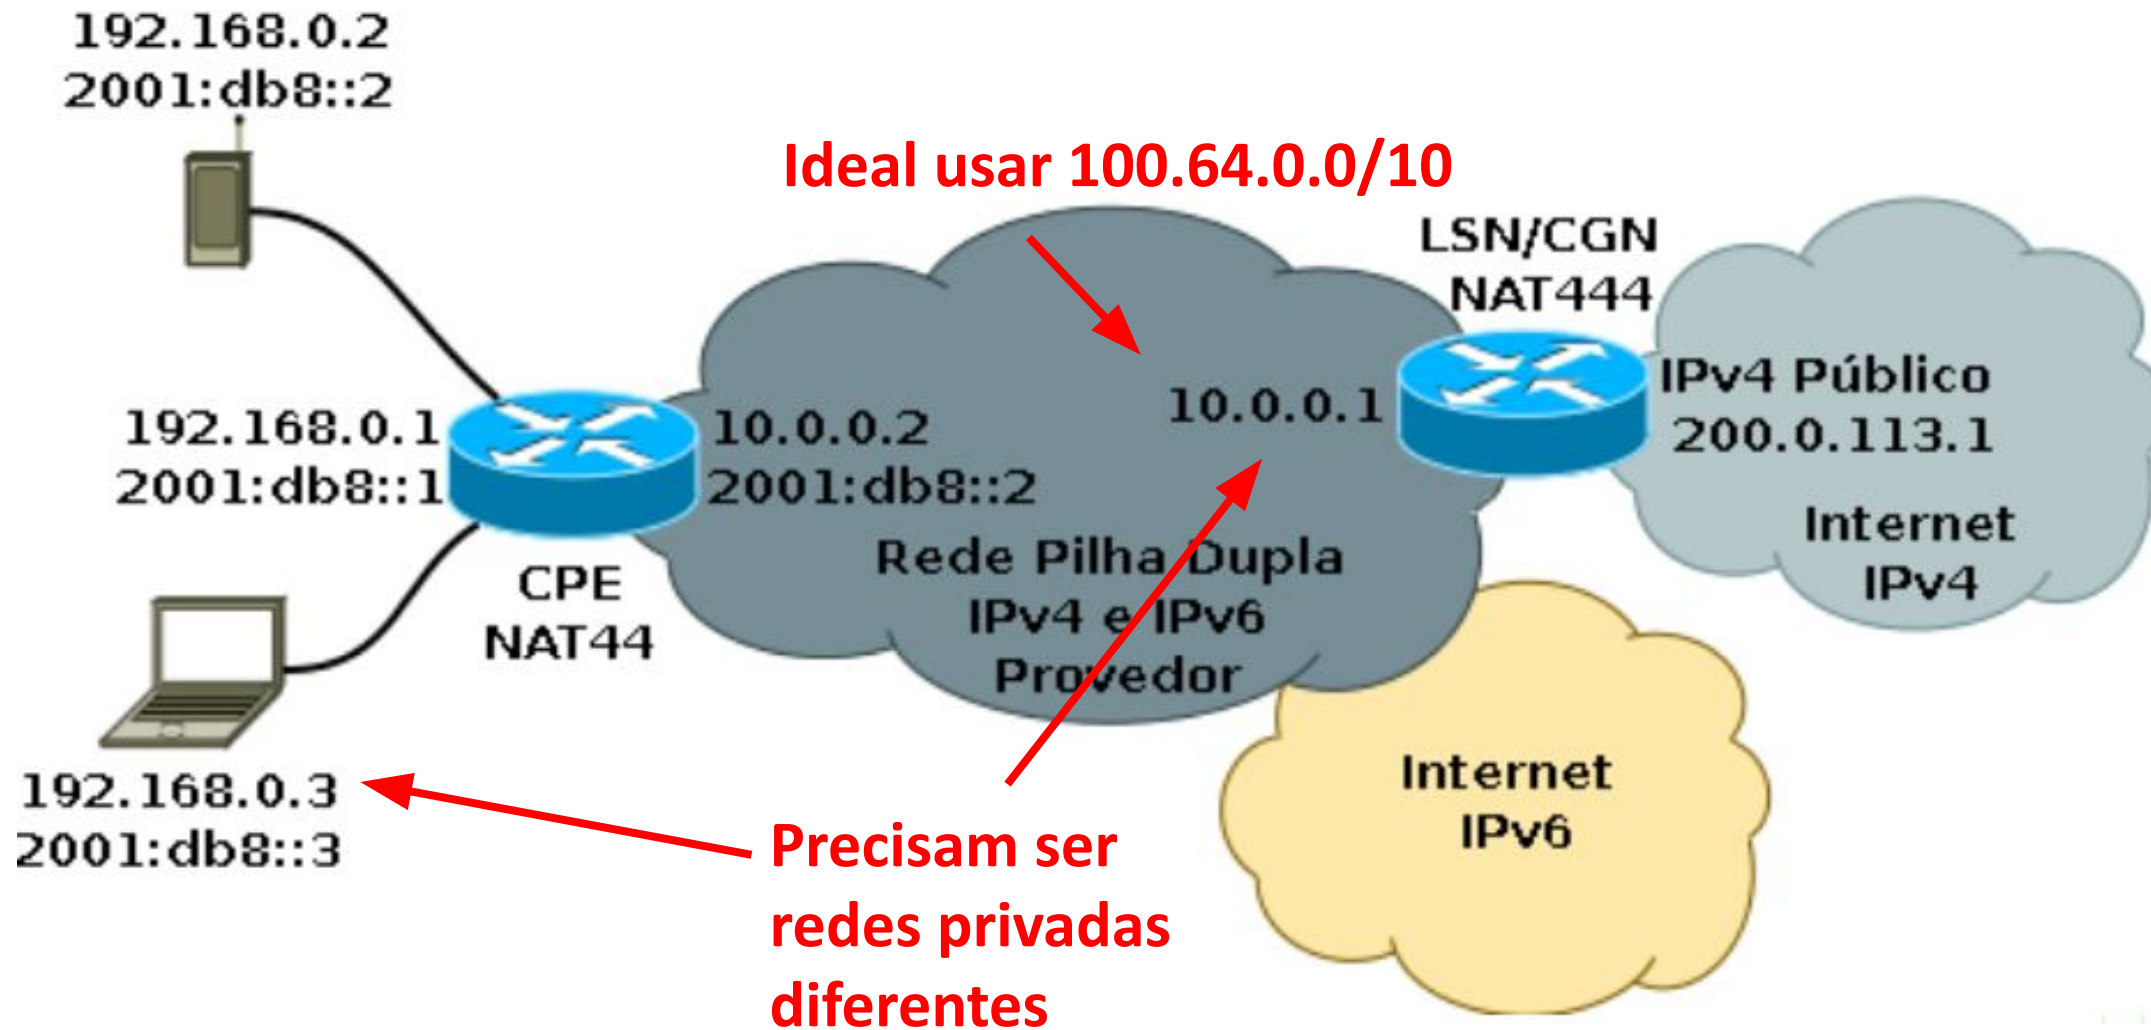 192.168.0.2
2001:db8::2
Ideal usar 100.64.0.0/10
LSN/CGN
NAT444
192.168.0.1
2001:db8::1
10.0.0.2
2001:db8::2
10.0.0.1
IPv4 Público
200.0.113.1
Internet
IPv4
CPE
NAT44
Rede Pilha Dupla
IPv4 e IPv6
Provedor
192.168.0.3
2001:db8::3
Internet
IPv6
Precisam ser
redes privadas
diferentes